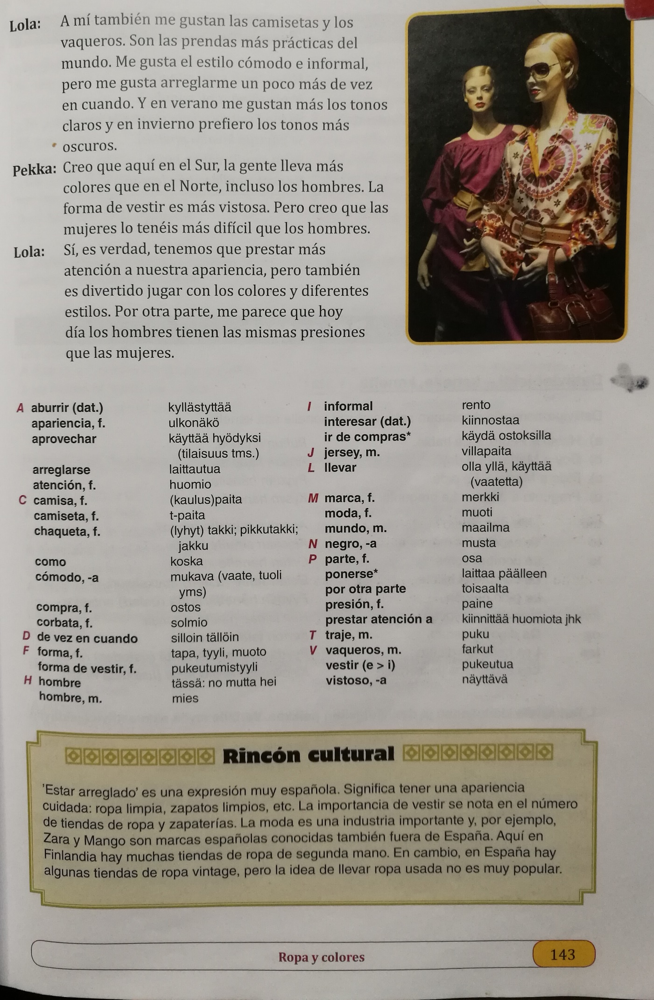 Lola: A mí también me gustan las camisetas y los
vaqueros. Son las prendas más prácticas del
mundo. Me gusta el estilo cómodo e informal,
pero me gusta arreglarme un poco más de vez
en cuando. Y en verano me gustan más los tonos
claros y en invierno prefiero los tonos más
oscuros.
Pekka: Creo que aquí en el Sur, la gente lleva más
colores que en el Norte, incluso los hombres. La
forma de vestir es más vistosa. Pero creo que las
mujeres lo tenéis más difícil que los hombres.
Lola: Sí, es verdad, tenemos que prestar más
atención a nuestra apariencia, pero también
es divertido jugar con los colores y diferentes
estilos. Por otra parte, me parece que hoy
día los hombres tienen las mismas presiones
que las mujeres.
A aburrir (dat.) kyllästyttää
apariencia, f. ulkonäkö
aprovechar käyttää hyödyksi
(tilaisuus tms.)
arreglarse laittautua
atención, f. huomio
C camisa, f. (kaulus)paita
camiseta, f. t-paita
chaqueta, f. (lyhyt) takki; pikkutakki;
jakku
como koska
cómodo, -a mukava (vaate, tuoli
yms)
compra, f. ostos
corbata, f. solmio
D de vez en cuando silloin tällöin
F forma, f. tapa, tyyli, muoto
forma de vestir, f. pukeutumistyyli
H hombre tässä: no mutta hei
hombre, m. mies
I informal rento
interesar (dat.) kiinnostaa
ir de compras* käydä ostoksilla
J jersey, m. villapaita
L llevar olla yllä, käyttää
(vaatetta)
M marca, f. merkki
moda, f. muoti
mundo, m. maailma
N negro, -a musta
P parte, f. osa
ponerse* laittaa päälleen
por otra parte toisaalta
presión, f. paine
prestar atención a kiinnittää huomiota jhk
T traje, m. puku
V vaqueros, m. farkut
vestir (e > i) pukeutua
vistoso, -a näyttävä
Rincón cultural
'Estar arreglado' es una expresión muy española. Significa tener una apariencia
cuidada: ropa limpia, zapatos limpios, etc. La importancia de vestir se nota en el número
de tiendas de ropa y zapaterías. La moda es una industria importante y, por ejemplo,
Zara y Mango son marcas españolas conocidas también fuera de España. Aquí en
Finlandia hay muchas tiendas de ropa de segunda mano. En cambio, en España hay
algunas tiendas de ropa vintage, pero la idea de llevar ropa usada no es muy popular.
Ropa y colores
143